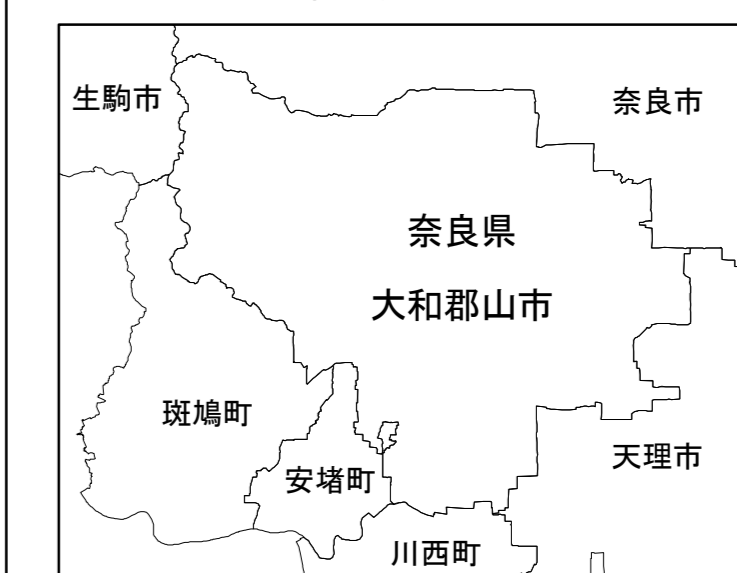 生駒市
奈良市
奈良県
大和郡山市
斑鳩町
天理市
安堵町
川西町